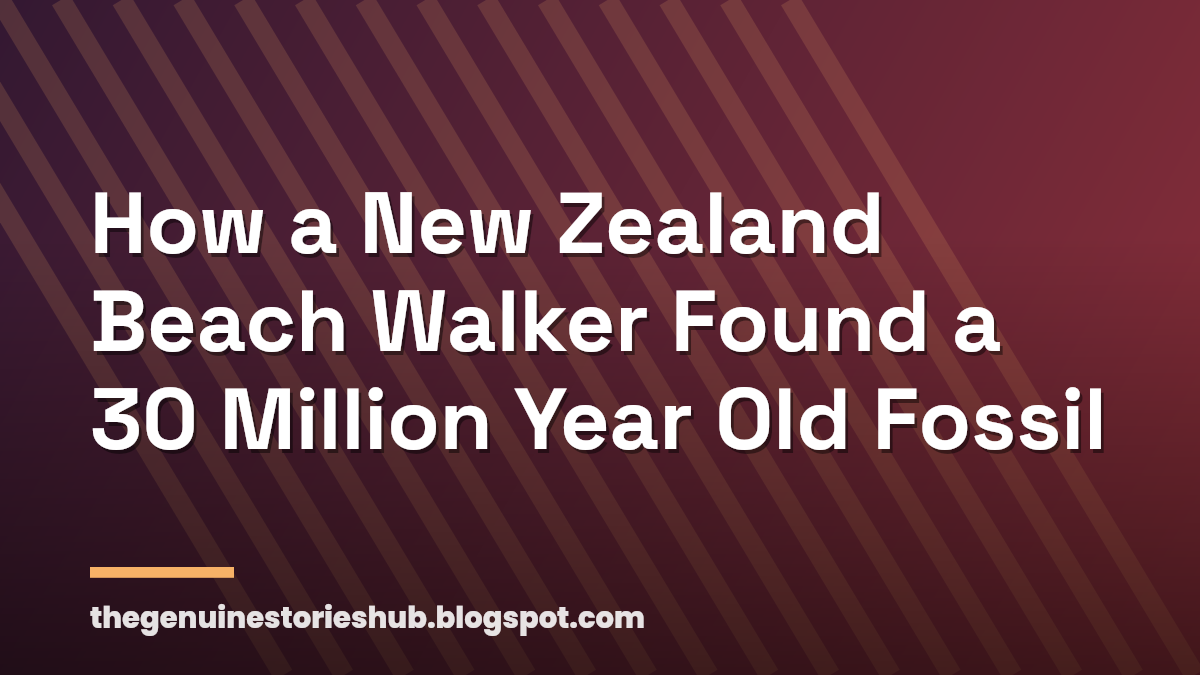 How a New Zealand
Beach Walker Found a
30 Million Year Old Fossil
thegenuinestorieshub.blogspot.com